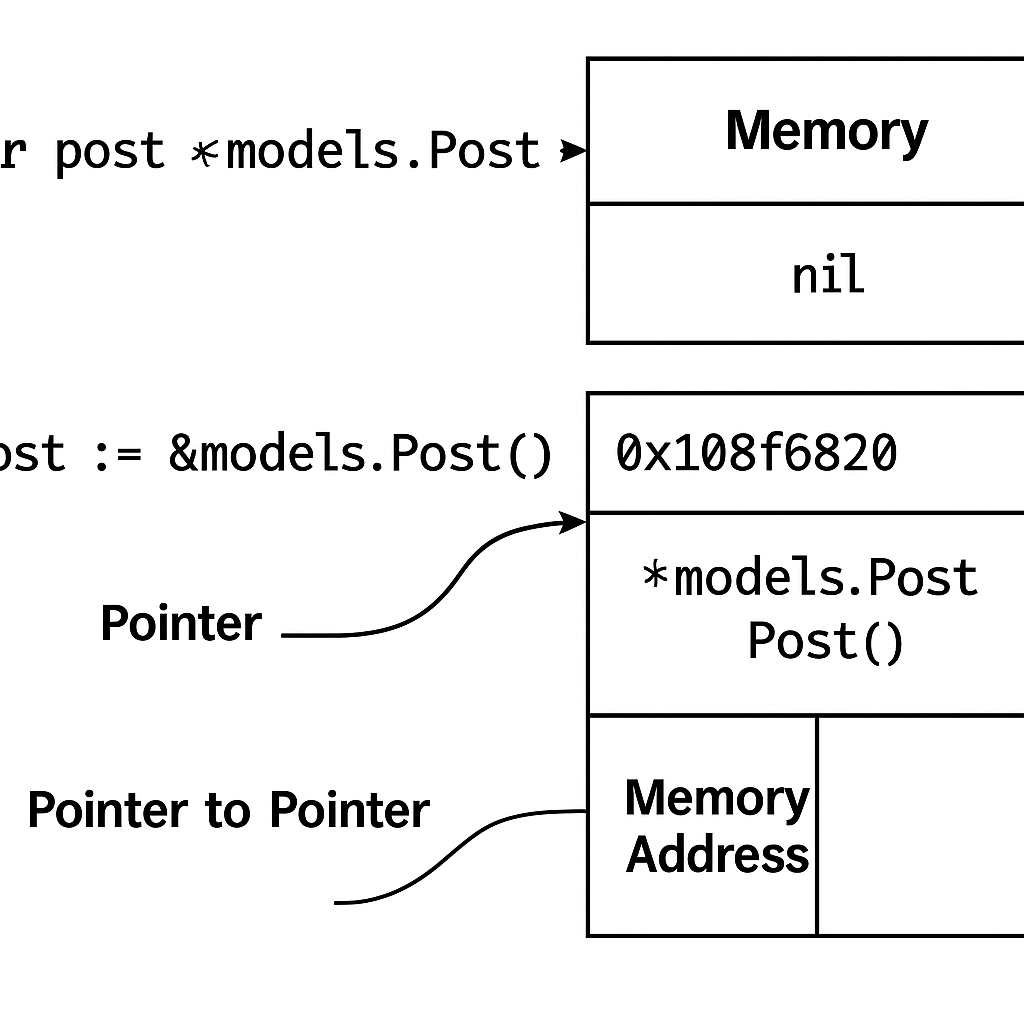 r post *models.Post
Memory
nil
ost := &models.Post()
0x108f6820
*models.Post
Post()
Pointer
Pointer to Pointer
Memory
Address